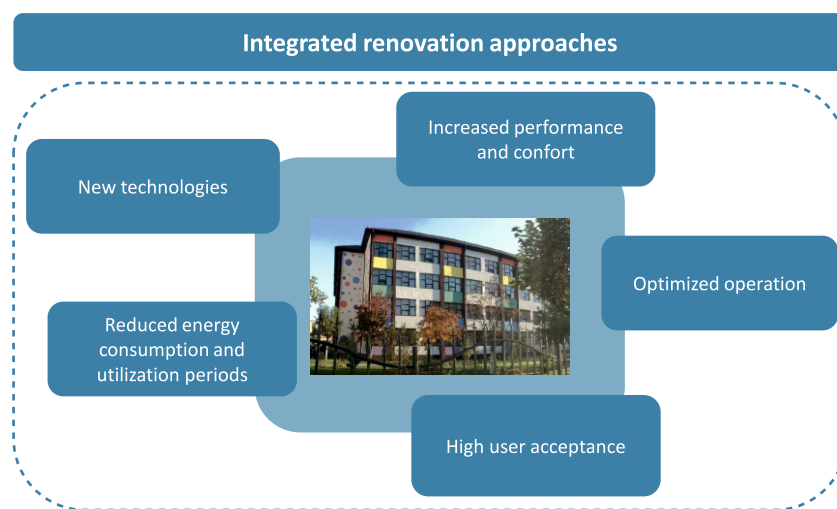 Integrated renovation approaches
Increased performance
and confort
New technologies
Optimized operation
Reduced energy
consumption and
utilization periods
High user acceptance